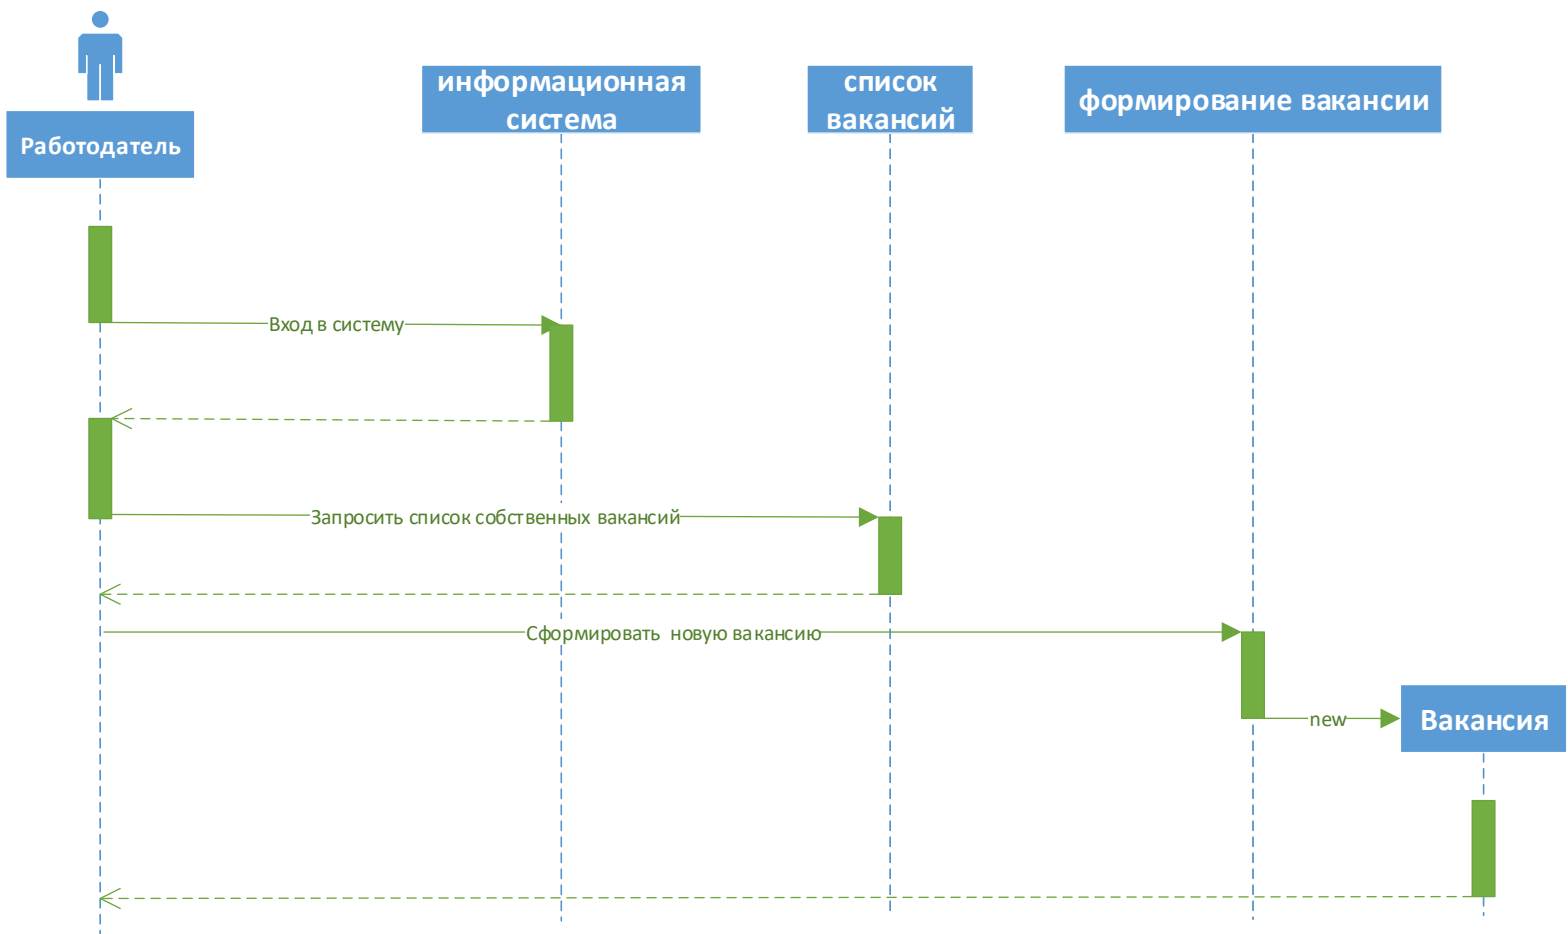 информационная
система
список
вакансий
формирование вакансии
Работодатель
Вход в систему
Запросить список собственных вакансий
Сформировать новую вакансию
new
Вакансия